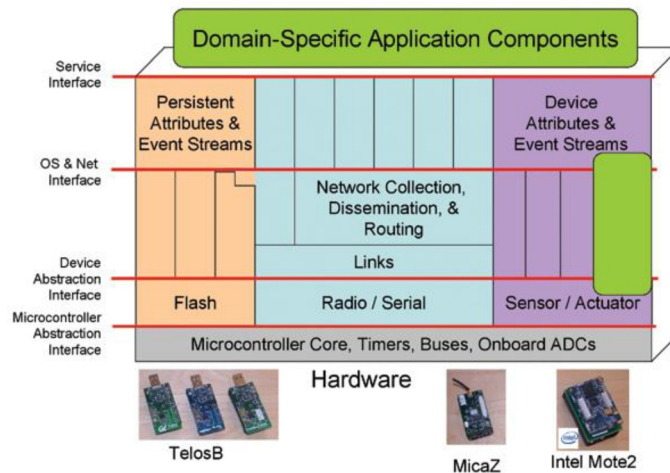 Domain-Specific Application Components
Service
Interface
Persistent
Attributes &
Event Streams
Device
Attributes &
Event Streams
OS & Net
Interface
Network Collection,
Dissemination, &
Routing
Links
Device
Abstraction
Interface
Flash
Radio / Serial
Sensor / Actuator
Microcontroller
Abstraction
Interface
Microcontroller Core, Timers, Buses, Onboard ADCs
Hardware
TelosB
MicaZ
intel
Intel Mote2